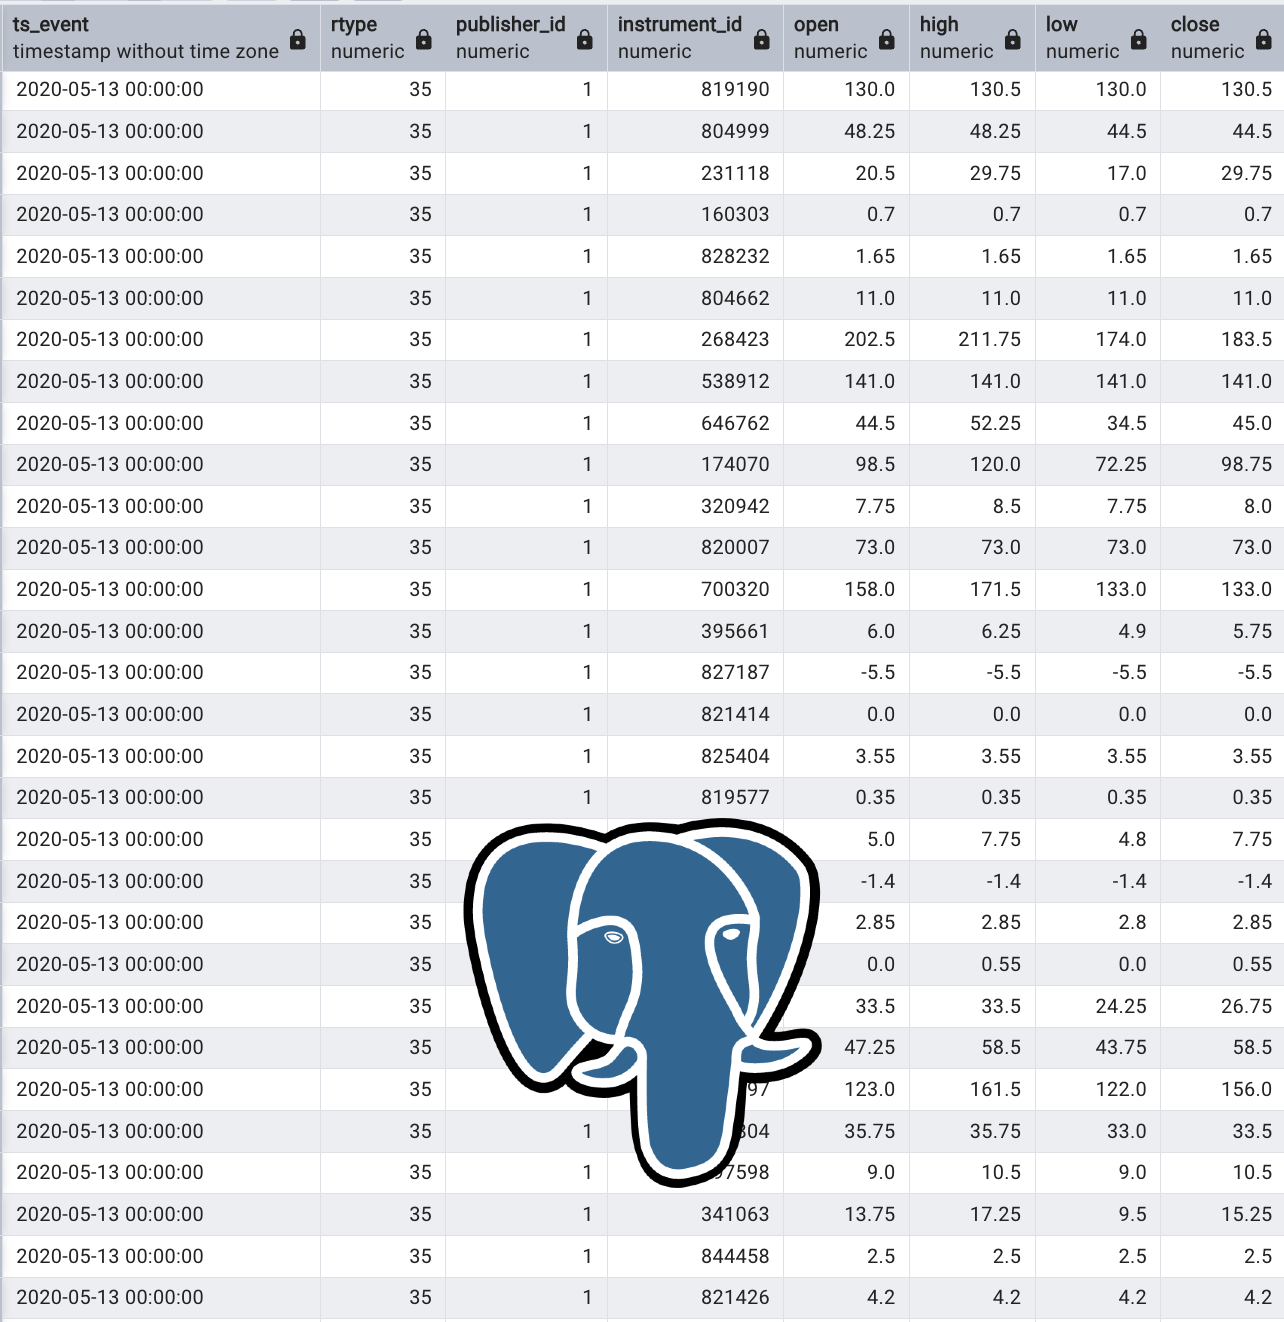 ts_event rtype publisher_id instrument_id open high low close
timestamp without time zone numeric numeric numeric numeric numeric numeric numeric
2020-05-13 00:00:00 35 1 819190 130.0 130.5 130.0 130.5
2020-05-13 00:00:00 35 1 804999 48.25 48.25 44.5 44.5
2020-05-13 00:00:00 35 1 231118 20.5 29.75 17.0 29.75
2020-05-13 00:00:00 35 1 160303 0.7 0.7 0.7 0.7
2020-05-13 00:00:00 35 1 828232 1.65 1.65 1.65 1.65
2020-05-13 00:00:00 35 1 804662 11.0 11.0 11.0 11.0
2020-05-13 00:00:00 35 1 268423 202.5 211.75 174.0 183.5
2020-05-13 00:00:00 35 1 538912 141.0 141.0 141.0 141.0
2020-05-13 00:00:00 35 1 646762 44.5 52.25 34.5 45.0
2020-05-13 00:00:00 35 1 174070 98.5 120.0 72.25 98.75
2020-05-13 00:00:00 35 1 320942 7.75 8.5 7.75 8.0
2020-05-13 00:00:00 35 1 820007 73.0 73.0 73.0 73.0
2020-05-13 00:00:00 35 1 700320 158.0 171.5 133.0 133.0
2020-05-13 00:00:00 35 1 395661 6.0 6.25 4.9 5.75
2020-05-13 00:00:00 35 1 827187 -5.5 -5.5 -5.5 -5.5
2020-05-13 00:00:00 35 1 821414 0.0 0.0 0.0 0.0
2020-05-13 00:00:00 35 1 825404 3.55 3.55 3.55 3.55
2020-05-13 00:00:00 35 1 819577 0.35 0.35 0.35 0.35
2020-05-13 00:00:00 35 5.0 7.75 4.8 7.75
2020-05-13 00:00:00 35 -1.4 -1.4 -1.4 -1.4
2020-05-13 00:00:00 35 2.85 2.85 2.8 2.85
2020-05-13 00:00:00 35 0.0 0.55 0.0 0.55
2020-05-13 00:00:00 35 33.5 33.5 24.25 26.75
2020-05-13 00:00:00 35 47.25 58.5 43.75 58.5
2020-05-13 00:00:00 35 123.0 161.5 122.0 156.0
2020-05-13 00:00:00 35 1 35.75 35.75 33.0 33.5
2020-05-13 00:00:00 35 1 9.0 10.5 9.0 10.5
2020-05-13 00:00:00 35 1 341063 13.75 17.25 9.5 15.25
2020-05-13 00:00:00 35 1 844458 2.5 2.5 2.5 2.5
2020-05-13 00:00:00 35 1 821426 4.2 4.2 4.2 4.2